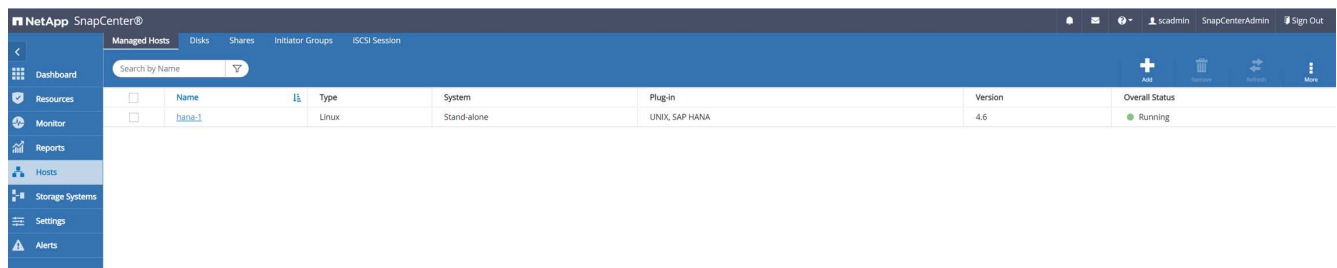 NetApp SnapCenter®
scadmin SnapCenterAdmin Sign Out
Managed Hosts Disks Shares Initiator Groups iSCSI Session
Search by Name
Add Remove Refresh More
Dashboard
Resources
Monitor
Reports
Hosts
Storage Systems
Settings
Alerts
Name Type System Plug-in Version Overall Status
hana-1 Linux Stand-alone UNIX, SAP HANA 4.6 Running